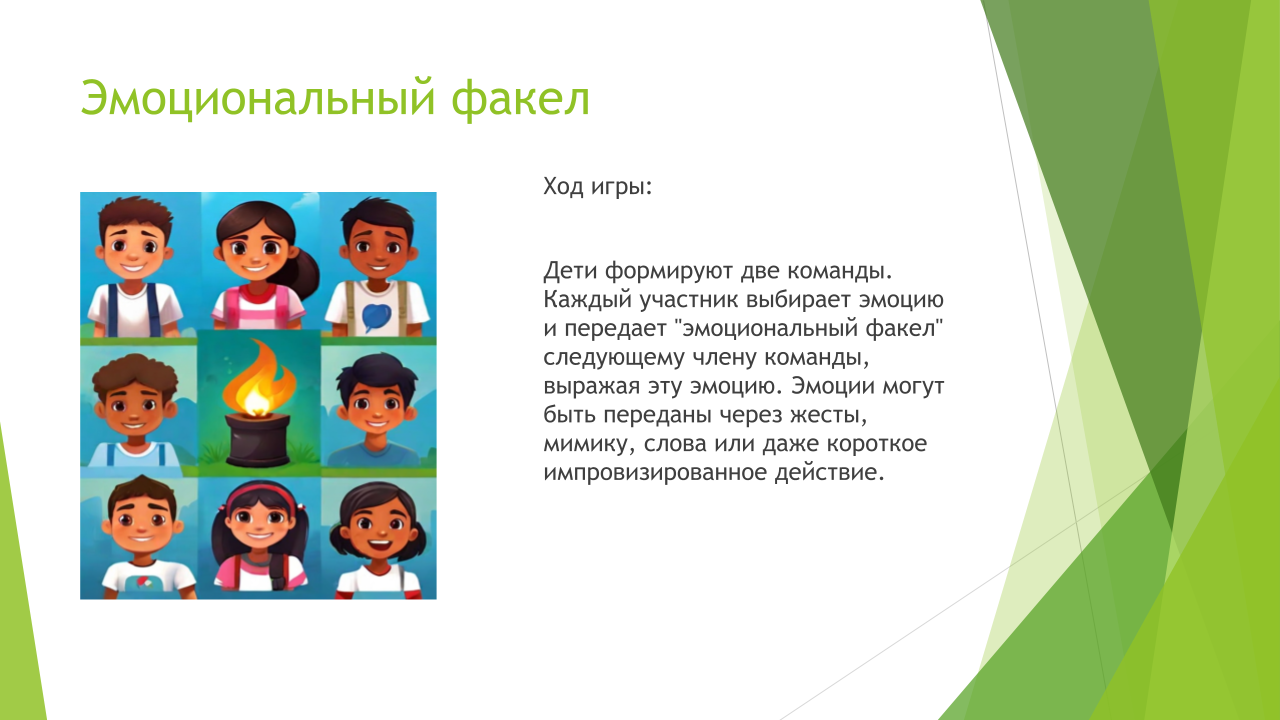 Эмоциональный факел
Ход игры:
Дети формируют две команды.
Каждый участник выбирает эмоцию
и передает "эмоциональный факел"
следующему члену команды,
выражая эту эмоцию. Эмоции могут
быть переданы через жесты,
мимику, слова или даже короткое
импровизированное действие.